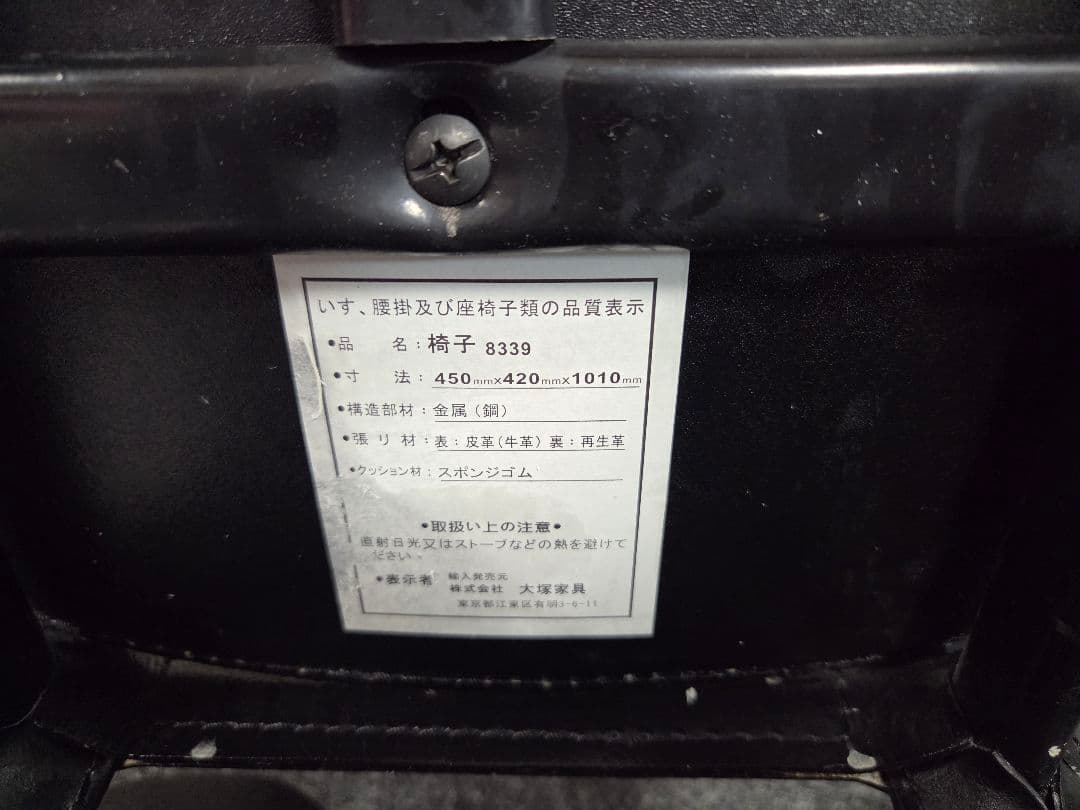 いす、腰掛及び座椅子類の品質表示
•品 名：椅子 8339
•寸 法：450mm×420mm×1010mm
•構造部材：金属（鋼）
•張リ材：表：皮革（牛革）裏：再生革
•クッション材：スポンジゴム
•取扱い上の注意•
直射日光又はストーブなどの熱を避けて
ださい。
•表示者 輸入発売元
株式会社 大塚家具
東京都江東区有明3-6-11